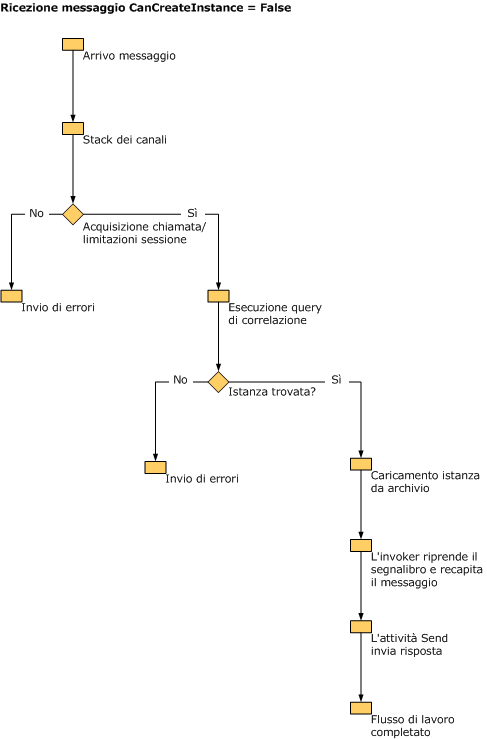 Ricezione messaggio CanCreateInstance = False
Arrivo messaggio
Stack dei canali
No
Sì
Acquisizione chiamata/
limitazioni sessione
Invio di errori
Esecuzione query
di correlazione
No
Sì
Istanza trovata?
Invio di errori
Caricamento istanza
da archivio
L'invoker riprende il
segnalibro e recapita
il messaggio
L'attività Send
invia risposta
Flusso di lavoro
completato